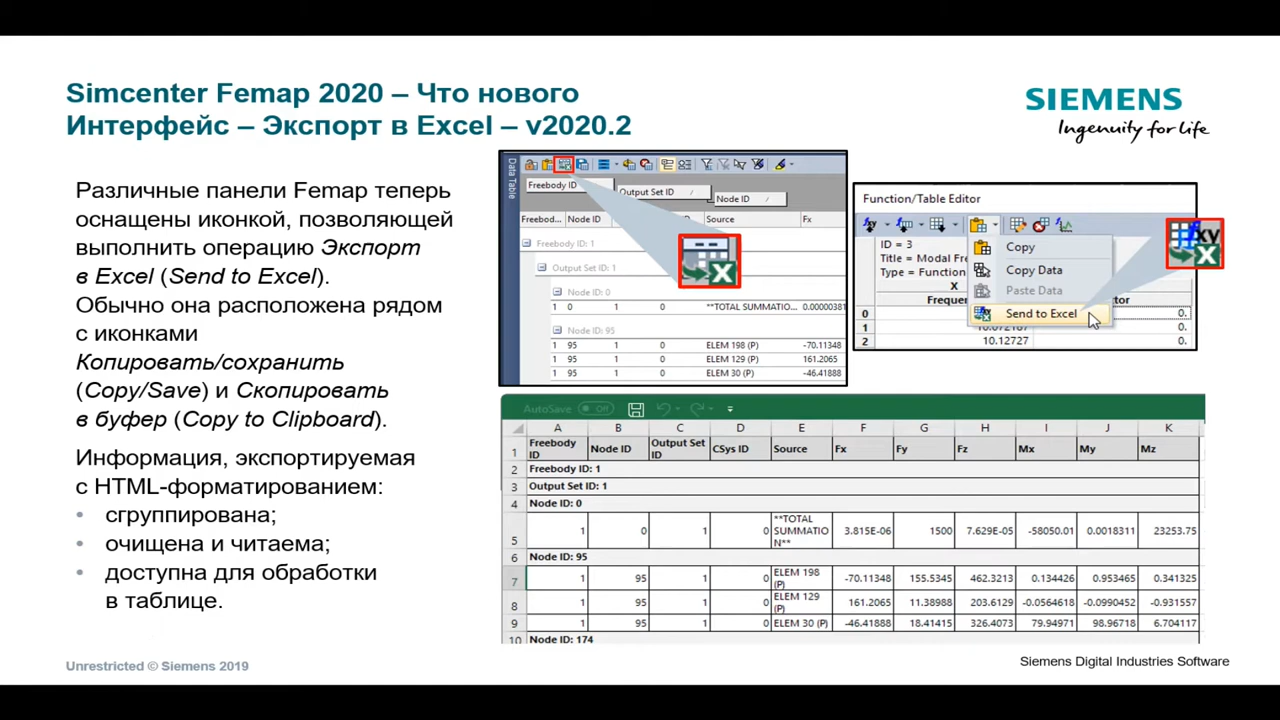 Simcenter Femap 2020 – Что нового
Интерфейс – Экспорт в Excel – v2020.2
SIEMENS
Ingenuity for life
Различные панели Femap теперь
оснащены иконкой, позволяющей
выполнить операцию Экспорт
в Excel (Send to Excel).
Обычно она расположена рядом
с иконками
Копировать/сохранить
(Copy/Save) и Скопировать
в буфер (Copy to Clipboard).
Информация, экспортируемая
с HTML-форматированием:
• сгруппирована;
• очищена и читаема;
• доступна для обработки
в таблице.
Data Table
Freebody ID
Output Set ID
Node ID
Freebod... Node ID Source Fx
Freebody ID: 1
Output Set ID: 1
Node ID: 0
1 0 1 0 **TOTAL SUMMATIO... 0.00000381
Node ID: 95
1 95 1 0 ELEM 198 (P) -70.11348
1 95 1 0 ELEM 129 (P) 161.2065
1 95 1 0 ELEM 30 (P) -46.41888
Function/Table Editor
ID = 3
Title = Modal Fre
Type = Function
X
Frequen
ctor
0 0.
1 10.072187 0.
2 10.12727 0.
Copy
Copy Data
Paste Data
Send to Excel
AutoSave Off
A B C D E F G H I J K
1 Freebody ID Node ID Output Set ID CSys ID Source Fx Fy Fz Mx My Mz
2 Freebody ID: 1
3 Output Set ID: 1
4 Node ID: 0
5 1 0 1 0 **TOTAL SUMMATION** 3.815E-06 1500 7.629E-05 -58050.01 0.0018311 23253.75
6 Node ID: 95
7 1 95 1 0 ELEM 198 (P) -70.11348 155.5345 462.3213 0.134426 0.953465 0.341325
8 1 95 1 0 ELEM 129 (P) 161.2065 11.38988 203.6129 -0.0564618 -0.0990452 -0.931557
9 1 95 1 0 ELEM 30 (P) -46.41888 18.41415 326.4073 79.94971 98.96718 6.704117
10 Node ID: 174
Unrestricted © Siemens 2019
Siemens Digital Industries Software